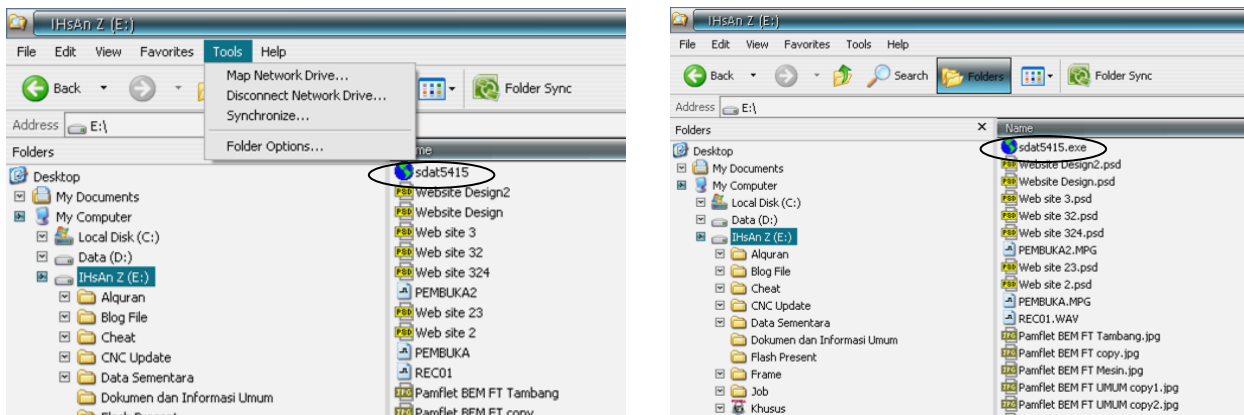 IHsAn Z (E:)
File Edit View Favorites Tools Help
Map Network Drive...
Disconnect Network Drive...
Synchronize...
Folder Options...
Back
Folder Sync
Address E:\
Folders
Desktop
My Documents
My Computer
Local Disk (C:)
Data (D:)
IHsAn Z (E:)
Alquran
Blog File
Cheat
CNC Update
Data Sementara
Dokumen dan Informasi Umum
sdat5415
Website Design2
Website Design
Web site 3
Web site 32
Web site 324
PEMBUKA2
Web site 23
Web site 2
PEMBUKA
REC01
Pamflet BEM FT Tambang
Pamflet BEM FT copy
IHsAn Z (E:)
File Edit View Favorites Tools Help
Back Search Folders Folder Sync
Address E:\
Folders
Desktop
My Documents
My Computer
Local Disk (C:)
Data (D:)
IHsAn Z (E:)
Alquran
Blog File
Cheat
CNC Update
Data Sementara
Dokumen dan Informasi Umum
Flash Present
Frame
Job
Khusus
Name
sdat5415.exe
Website Design2.psd
Website Design.psd
Web site 3.psd
Web site 32.psd
Web site 324.psd
PEMBUKA2.MPG
Web site 23.psd
Web site 2.psd
PEMBUKA.MPG
REC01.WAV
Pamflet BEM FT Tambang.jpg
Pamflet BEM FT copy.jpg
Pamflet BEM FT Mesin.jpg
Pamflet BEM FT UMUM copy1.jpg
Pamflet BEM FT UMUM copy2.jpg